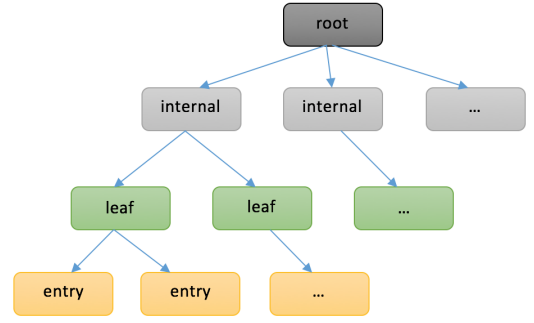 root
internal
internal
...
leaf
leaf
...
entry
entry
...